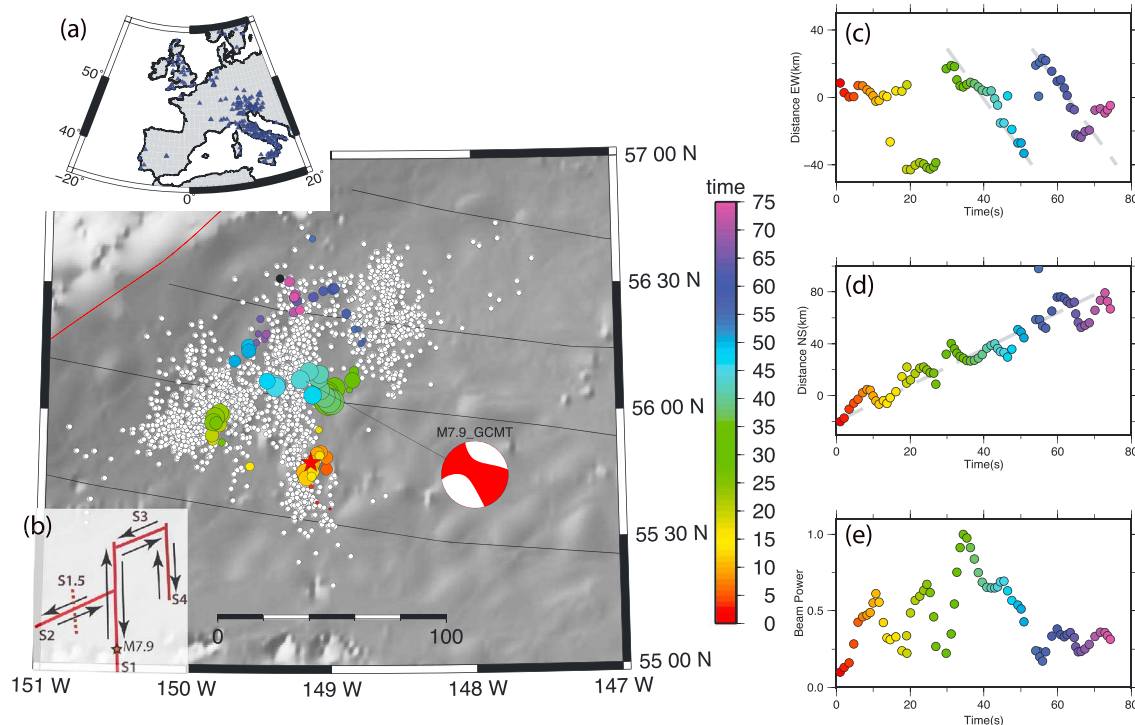 (a)
50°
40°
−20°
0°
20°
57 00 N
56 30 N
56 00 N
55 30 N
55 00 N
M7.9_GCMT
0
100
151 W
150 W
149 W
148 W
147 W
(b)
S3
S1.5
S2
S4
M7.9
S1
time
75
70
65
60
55
50
45
40
35
30
25
20
15
10
5
0
(c)
Distance EW(km)
40
0
−40
0
20
40
60
80
Time(s)
(d)
Distance NS(km)
80
40
0
0
20
40
60
80
Time(s)
(e)
Beam Power
1.0
0.5
0.0
0
20
40
60
80
Time(s)